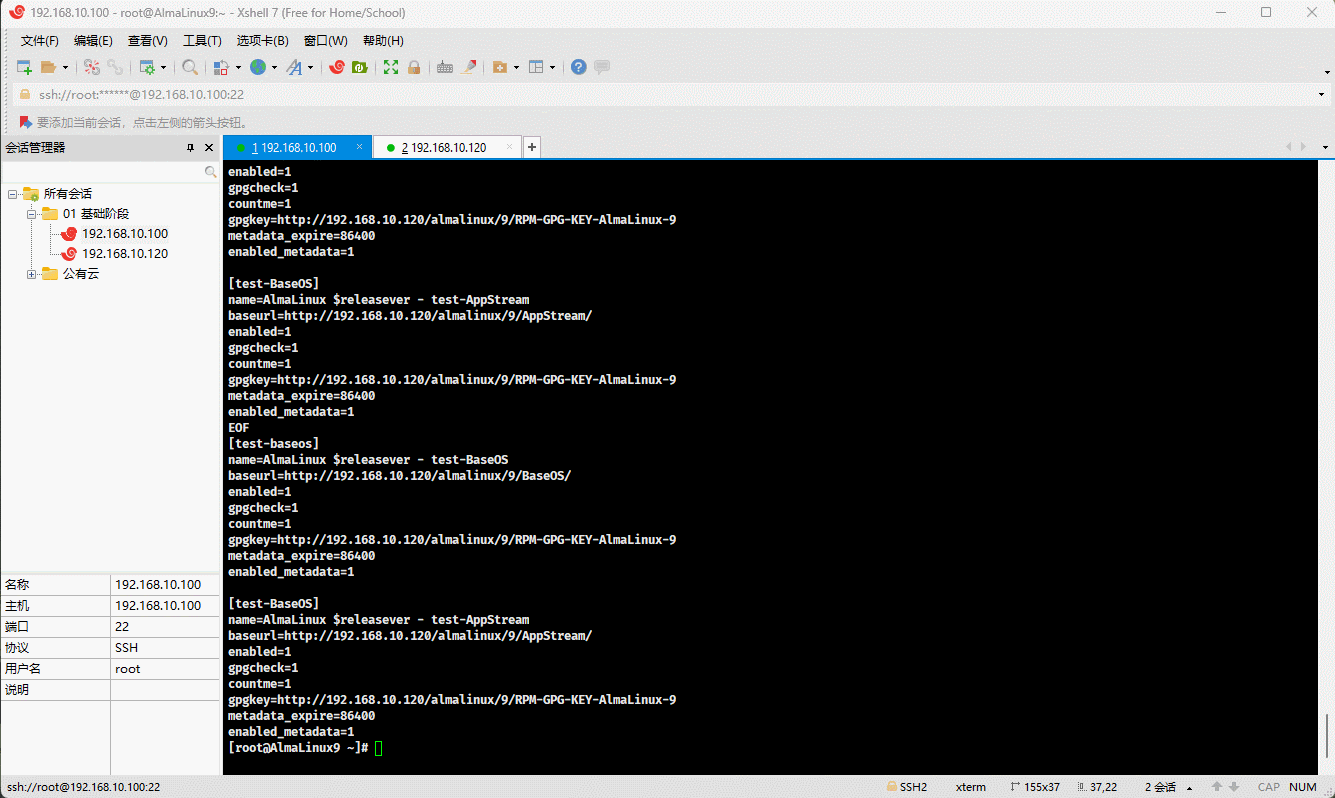 192.168.10.100 - root@AlmaLinux9:~ - Xshell 7 (Free for Home/School)
文件(F) 编辑(E) 查看(V) 工具(T) 选项卡(B) 窗口(W) 帮助(H)
ssh://root:******@192.168.10.100:22
要添加当前会话，点击左侧的箭头按钮。
会话管理器
1 192.168.10.100 × 2 192.168.10.120 × +
所有会话
01 基础阶段
192.168.10.100
192.168.10.120
公有云
名称 192.168.10.100
主机 192.168.10.100
端口 22
协议 SSH
用户名 root
说明
enabled=1
gpgcheck=1
countme=1
gpgkey=http://192.168.10.120/almalinux/9/RPM-GPG-KEY-AlmaLinux-9
metadata_expire=86400
enabled_metadata=1
[test-BaseOS]
name=AlmaLinux $releasever - test-AppStream
baseurl=http://192.168.10.120/almalinux/9/AppStream/
enabled=1
gpgcheck=1
countme=1
gpgkey=http://192.168.10.120/almalinux/9/RPM-GPG-KEY-AlmaLinux-9
metadata_expire=86400
enabled_metadata=1
EOF
[test-baseos]
name=AlmaLinux $releasever - test-BaseOS
baseurl=http://192.168.10.120/almalinux/9/BaseOS/
enabled=1
gpgcheck=1
countme=1
gpgkey=http://192.168.10.120/almalinux/9/RPM-GPG-KEY-AlmaLinux-9
metadata_expire=86400
enabled_metadata=1
[test-BaseOS]
name=AlmaLinux $releasever - test-AppStream
baseurl=http://192.168.10.120/almalinux/9/AppStream/
enabled=1
gpgcheck=1
countme=1
gpgkey=http://192.168.10.120/almalinux/9/RPM-GPG-KEY-AlmaLinux-9
metadata_expire=86400
enabled_metadata=1
[root@AlmaLinux9 ~]#
ssh://root@192.168.10.100:22 SSH2 xterm 155x37 37,22 2 会话 CAP NUM